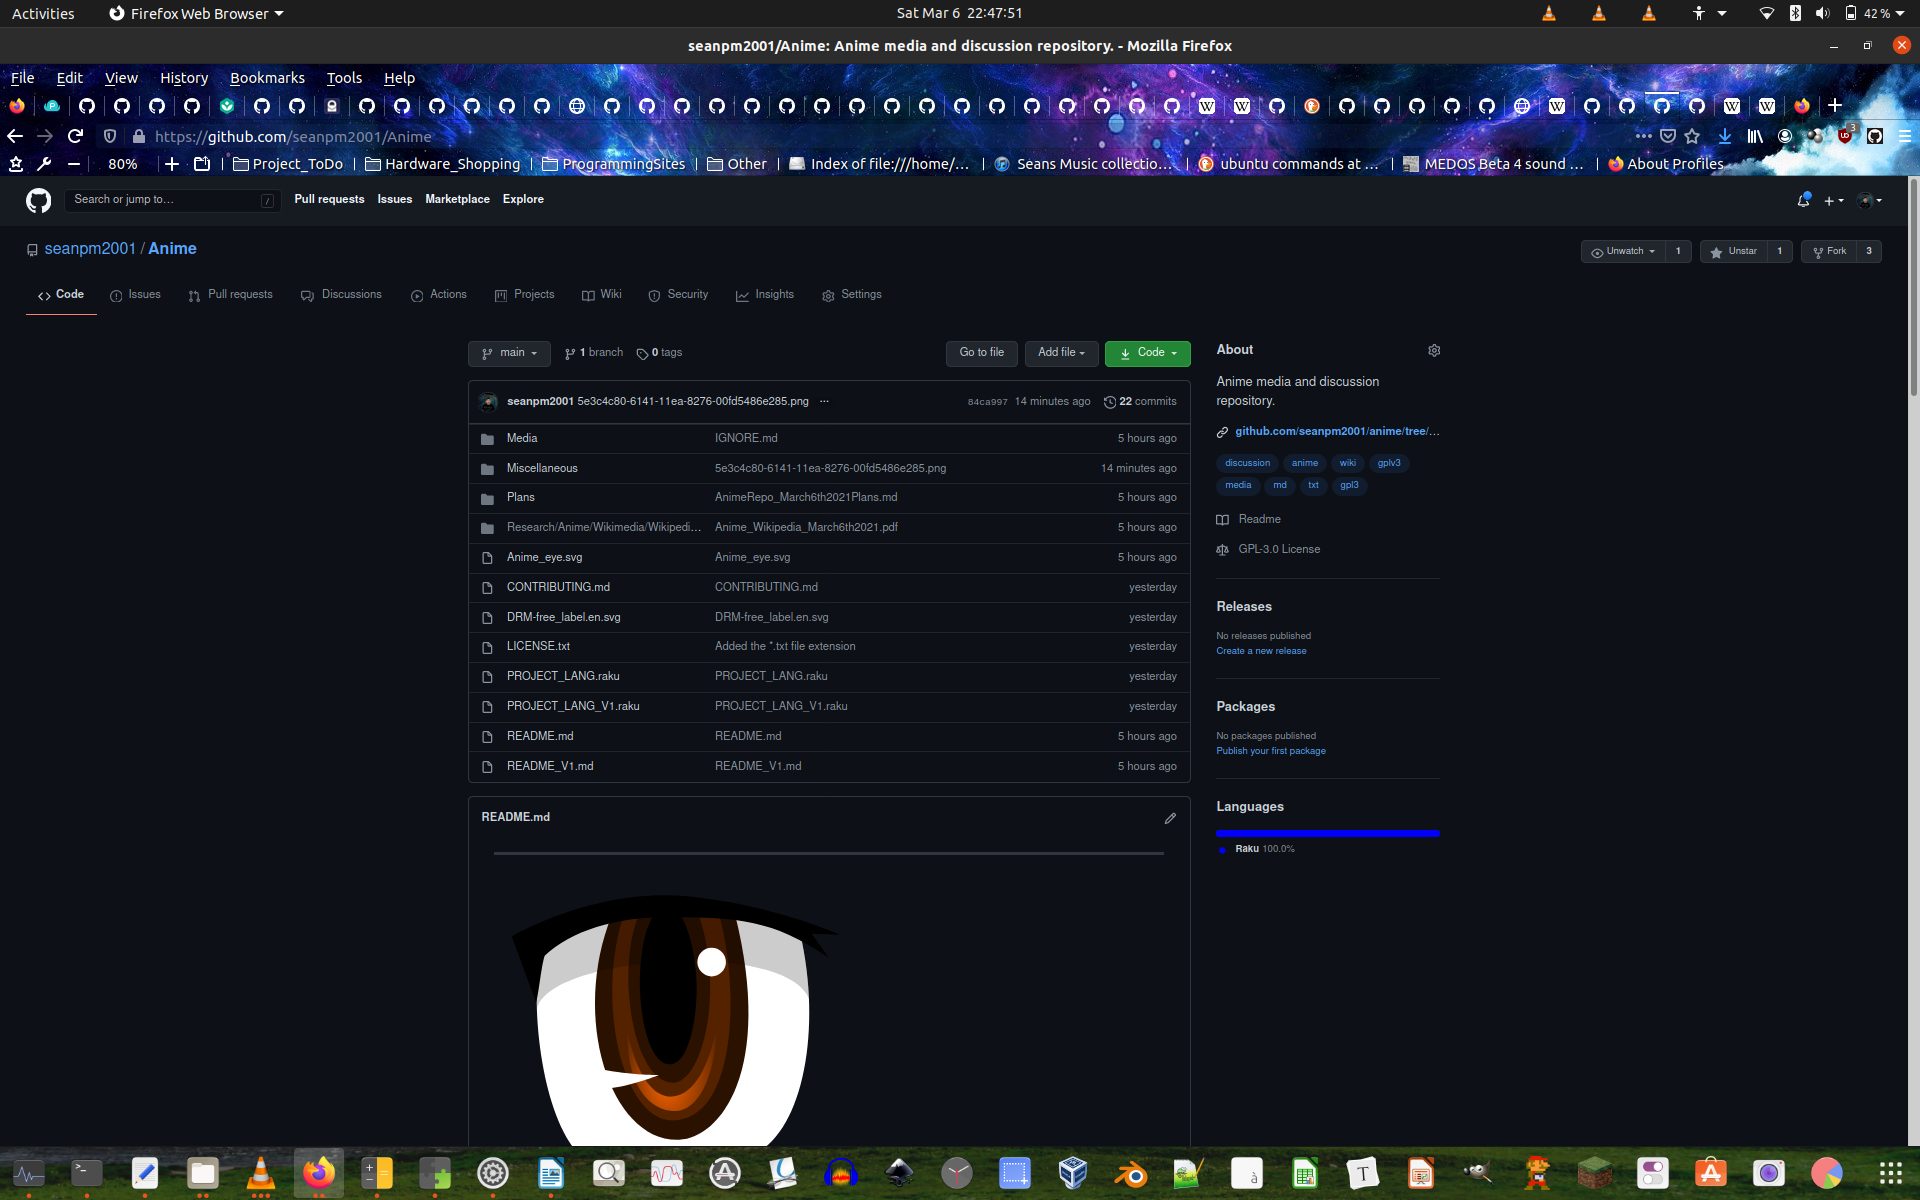 Activities Firefox Web Browser Sat Mar 6 22:47:51 42 %
seanpm2001/Anime: Anime media and discussion repository. - Mozilla Firefox
File Edit View History Bookmarks Tools Help
https://github.com/seanpm2001/Anime
80% Project_ToDo Hardware_Shopping ProgrammingSites Other Index of file:///home/... Seans Music collectio... ubuntu commands at ... MEDOS Beta 4 sound ... About Profiles
Search or jump to... / Pull requests Issues Marketplace Explore
seanpm2001 / Anime Unwatch 1 Unstar 1 Fork 3
Code Issues Pull requests Discussions Actions Projects Wiki Security Insights Settings
main 1 branch 0 tags Go to file Add file Code
seanpm2001 5e3c4c80-6141-11ea-8276-00fd5486e285.png ... 84ca997 14 minutes ago 22 commits
Media IGNORE.md 5 hours ago
Miscellaneous 5e3c4c80-6141-11ea-8276-00fd5486e285.png 14 minutes ago
Plans AnimeRepo_March6th2021Plans.md 5 hours ago
Research/Anime/Wikimedia/Wikipedi... Anime_Wikipedia_March6th2021.pdf 5 hours ago
Anime_eye.svg Anime_eye.svg 5 hours ago
CONTRIBUTING.md CONTRIBUTING.md yesterday
DRM-free_label.en.svg DRM-free_label.en.svg yesterday
LICENSE.txt Added the *.txt file extension yesterday
PROJECT_LANG.raku PROJECT_LANG.raku yesterday
PROJECT_LANG_V1.raku PROJECT_LANG_V1.raku yesterday
README.md README.md 5 hours ago
README_V1.md README_V1.md 5 hours ago
README.md
About
Anime media and discussion
repository.
github.com/seanpm2001/anime/tree/...
discussion anime wiki gplv3
media md txt gpl3
Readme
GPL-3.0 License
Releases
No releases published
Create a new release
Packages
No packages published
Publish your first package
Languages
Raku 100.0%